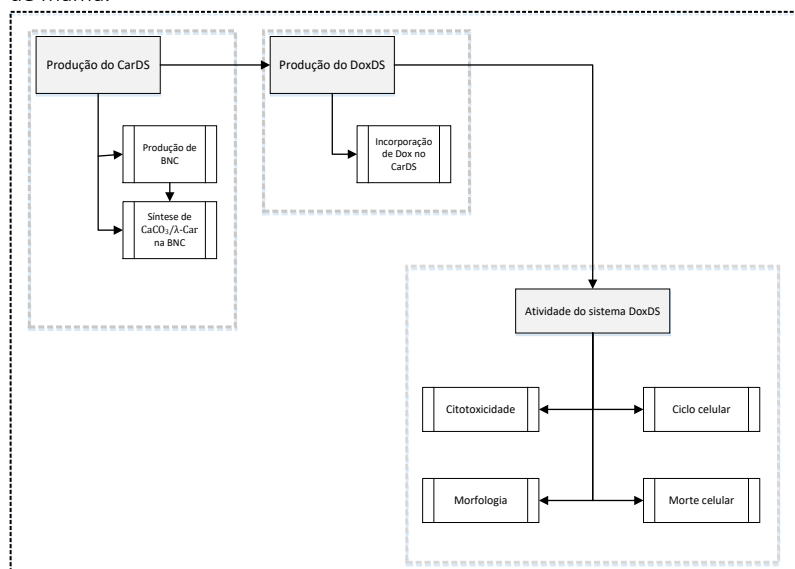 Produção do CarDS
Produção do DoxDS
Produção de
BNC
Incorporação
de Dox no
CarDS
Síntese de
CaCO₃/λ-Car
na BNC
Atividade do sistema DoxDS
Citotoxicidade
Ciclo celular
Morfologia
Morte celular